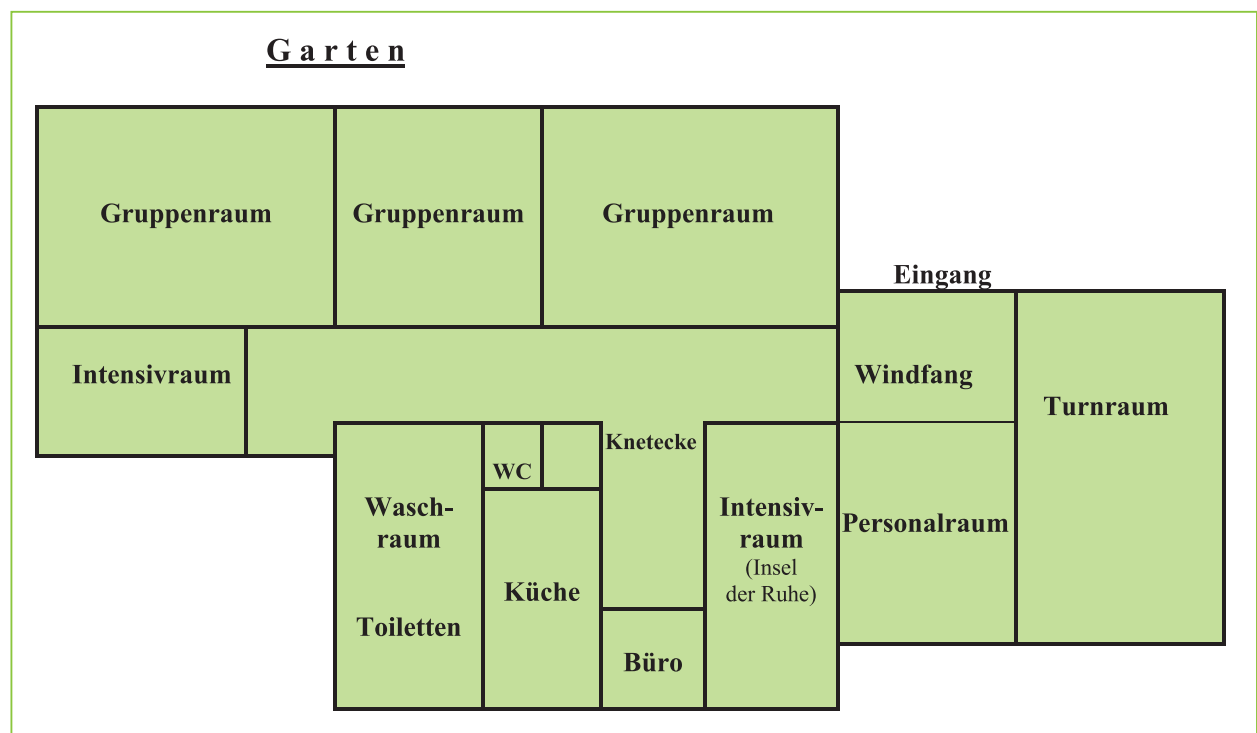 Garten
Gruppenraum
Gruppenraum
Gruppenraum
Eingang
Intensivraum
Windfang
Turnraum
Knetecke
WC
Wasch-
raum
Intensiv-
raum
(Insel
der Ruhe)
Personalraum
Küche
Toiletten
Büro